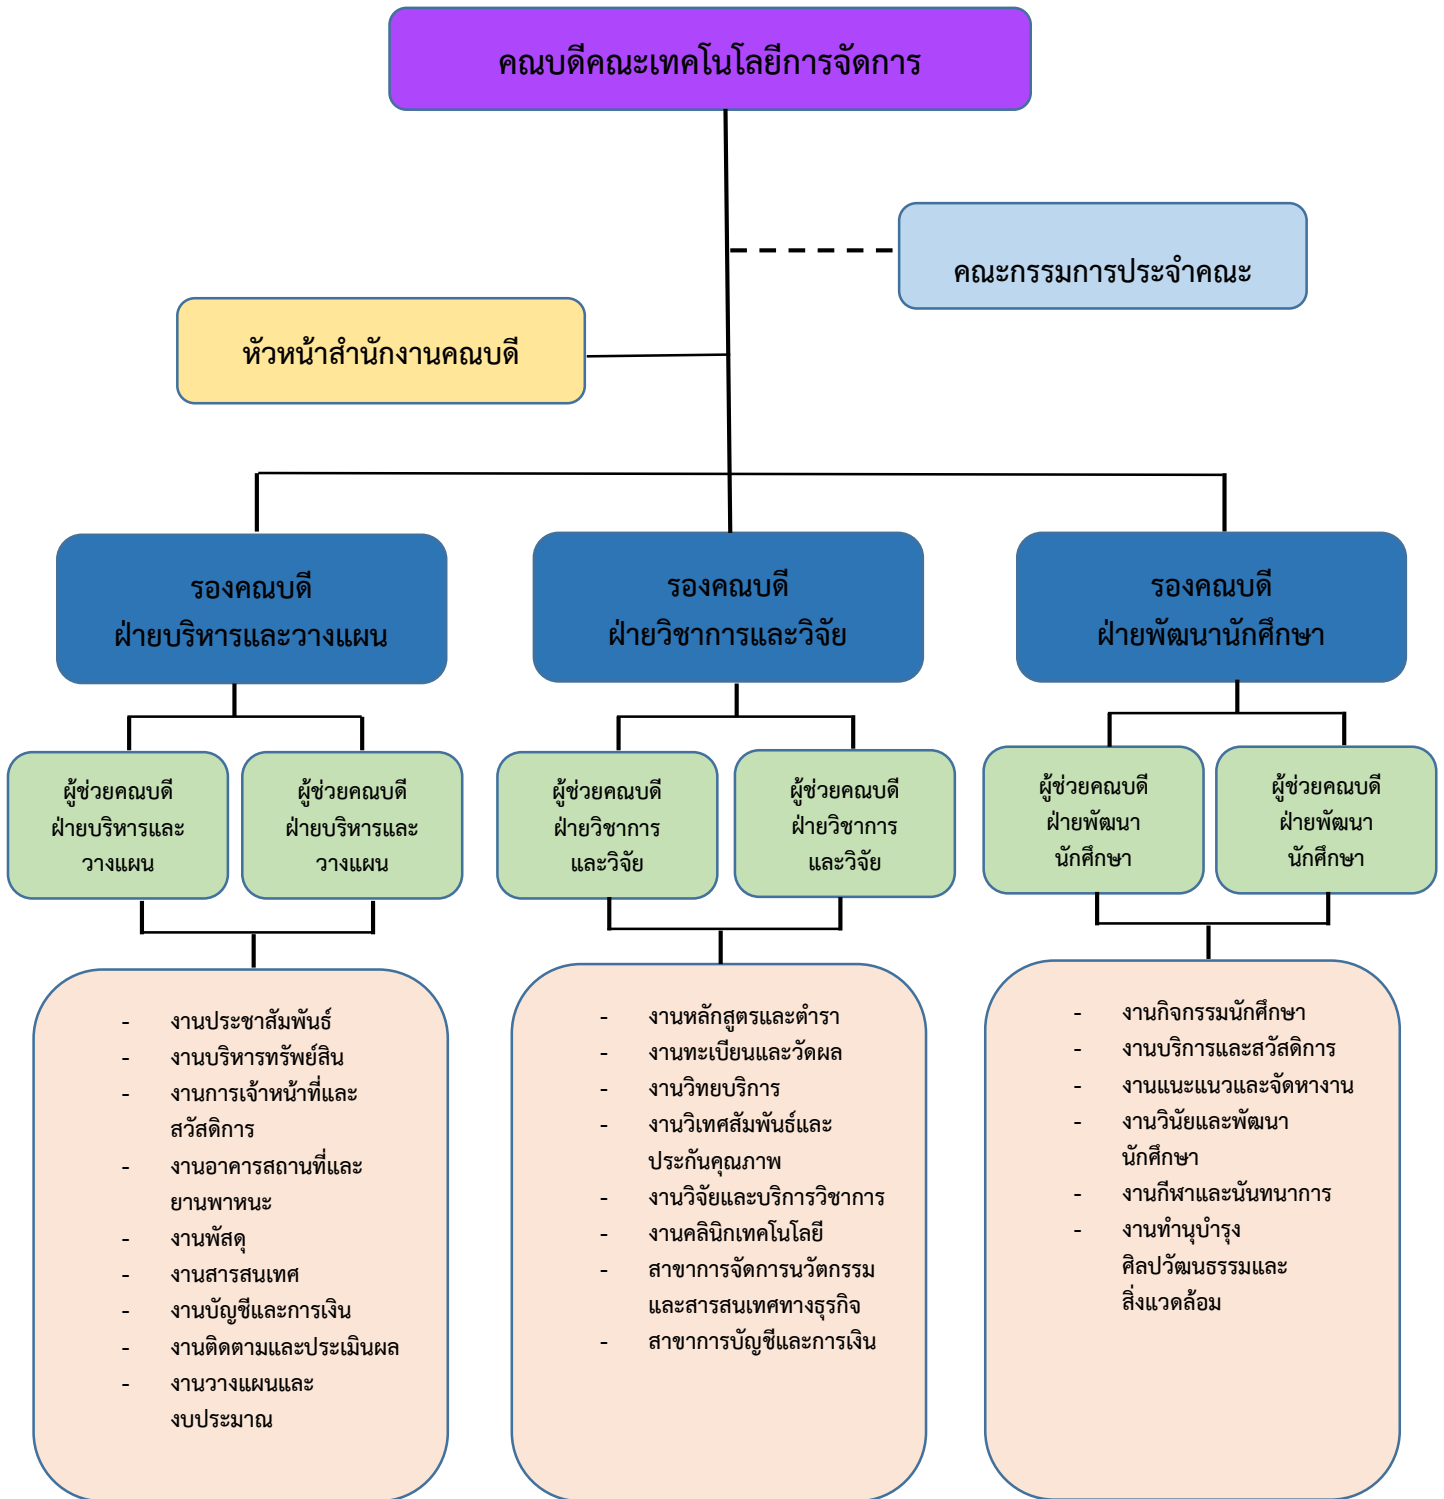 คณบดีคณะเทคโนโลยีการจัดการ
คณะกรรมการประจำคณะ
หัวหน้าสำนักงานคณบดี
รองคณบดี
ฝ่ายบริหารและวางแผน
รองคณบดี
ฝ่ายวิชาการและวิจัย
รองคณบดี
ฝ่ายพัฒนานักศึกษา
ผู้ช่วยคณบดี
ฝ่ายบริหารและ
วางแผน
ผู้ช่วยคณบดี
ฝ่ายบริหารและ
วางแผน
ผู้ช่วยคณบดี
ฝ่ายวิชาการ
และวิจัย
ผู้ช่วยคณบดี
ฝ่ายวิชาการ
และวิจัย
ผู้ช่วยคณบดี
ฝ่ายพัฒนา
นักศึกษา
ผู้ช่วยคณบดี
ฝ่ายพัฒนา
นักศึกษา
- งานประชาสัมพันธ์
- งานบริหารทรัพย์สิน
- งานการเจ้าหน้าที่และ
สวัสดิการ
- งานอาคารสถานที่และ
ยานพาหนะ
- งานพัสดุ
- งานสารสนเทศ
- งานบัญชีและการเงิน
- งานติดตามและประเมินผล
- งานวางแผนและ
งบประมาณ
- งานหลักสูตรและตำรา
- งานทะเบียนและวัดผล
- งานวิทยบริการ
- งานวิเทศสัมพันธ์และ
ประกันคุณภาพ
- งานวิจัยและบริการวิชาการ
- งานคลินิกเทคโนโลยี
- สาขาการจัดการนวัตกรรม
และสารสนเทศทางธุรกิจ
- สาขาการบัญชีและการเงิน
- งานกิจกรรมนักศึกษา
- งานบริการและสวัสดิการ
- งานแนะแนวและจัดหางาน
- งานวินัยและพัฒนา
นักศึกษา
- งานกีฬาและนันทนาการ
- งานทำนุบำรุง
ศิลปวัฒนธรรมและ
สิ่งแวดล้อม